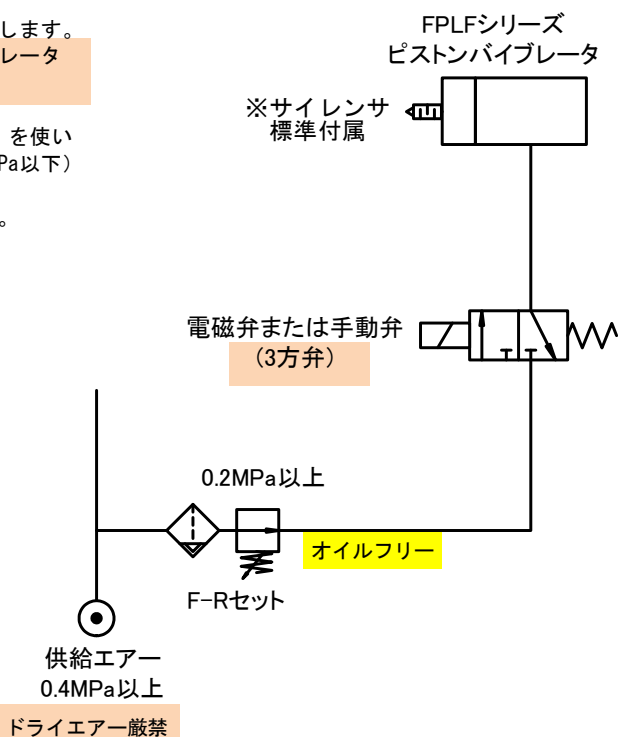 します。
レータ
を使い
Pa以下）
。
FPLFシリーズ
ピストンバイブレータ
※サイレンサ
標準付属
電磁弁または手動弁
（3方弁）
0.2MPa以上
オイルフリー
F-Rセット
供給エアー
0.4MPa以上
ドライエアー厳禁